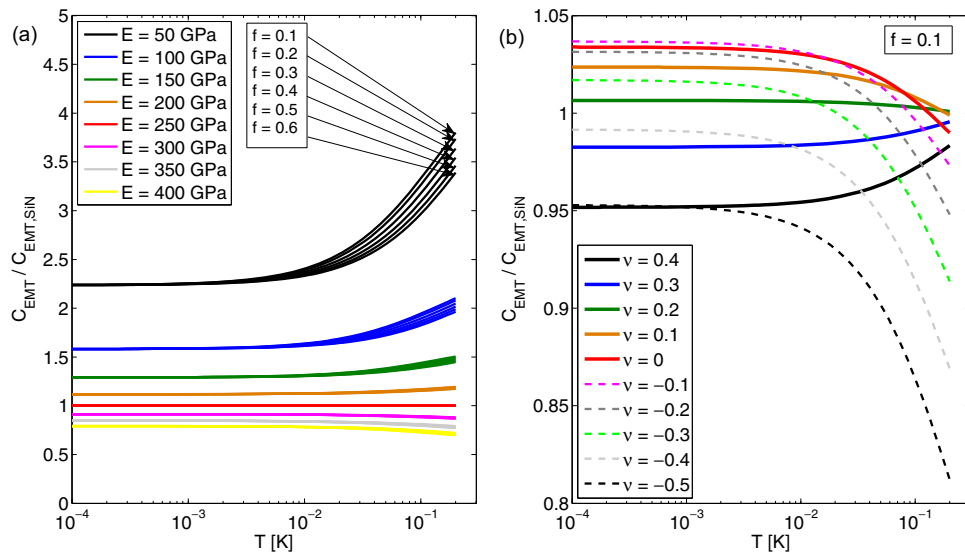 (a)
E = 50 GPa
E = 100 GPa
E = 150 GPa
E = 200 GPa
E = 250 GPa
E = 300 GPa
E = 350 GPa
E = 400 GPa
f = 0.1
f = 0.2
f = 0.3
f = 0.4
f = 0.5
f = 0.6
5
4.5
4
3.5
3
2.5
2
1.5
1
0.5
0
C_EMT / C_EMT,SiN
10⁻⁴
10⁻³
10⁻²
10⁻¹
T [K]
(b)
f = 0.1
1.05
1
0.95
0.9
0.85
0.8
C_EMT / C_EMT,SiN
ν = 0.4
ν = 0.3
ν = 0.2
ν = 0.1
ν = 0
ν = −0.1
ν = −0.2
ν = −0.3
ν = −0.4
ν = −0.5
10⁻⁴
10⁻³
10⁻²
10⁻¹
T [K]